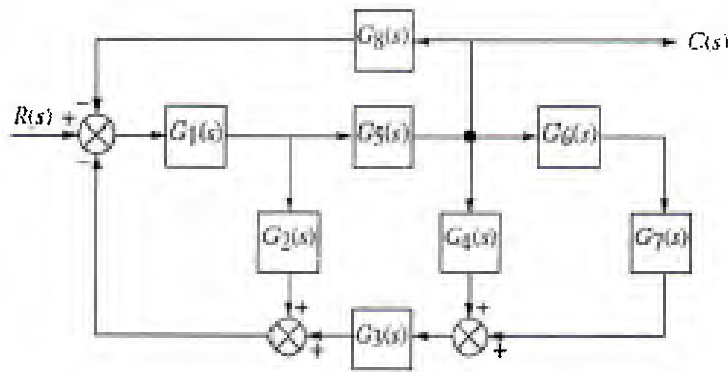 G8(s)
C(s)
R(s) +
−
−
G1(s)
G5(s)
G6(s)
G2(s)
G4(s)
G7(s)
+
+
+
G3(s)
+